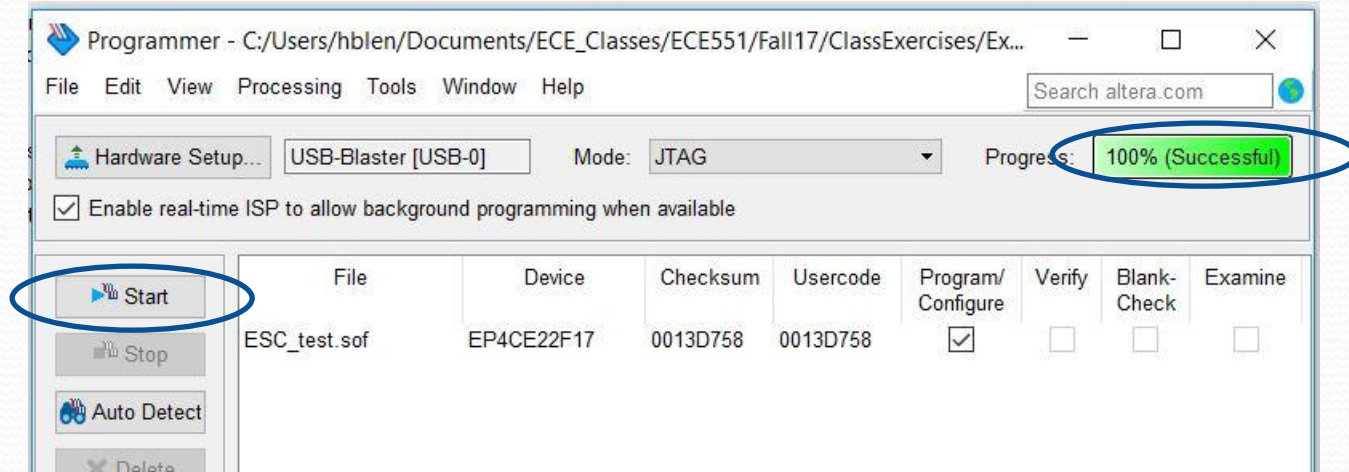 Programmer - C:/Users/hblen/Documents/ECE_Classes/ECE551/Fall17/ClassExercises/Ex...
File Edit View Processing Tools Window Help Search altera.com
Hardware Setup... USB-Blaster [USB-0] Mode: JTAG Progress: 100% (Successful)
Enable real-time ISP to allow background programming when available
Start
Stop
Auto Detect
Delete
File Device Checksum Usercode Program/ Verify Blank- Examine
Configure Check
ESC_test.sof EP4CE22F17 0013D758 0013D758